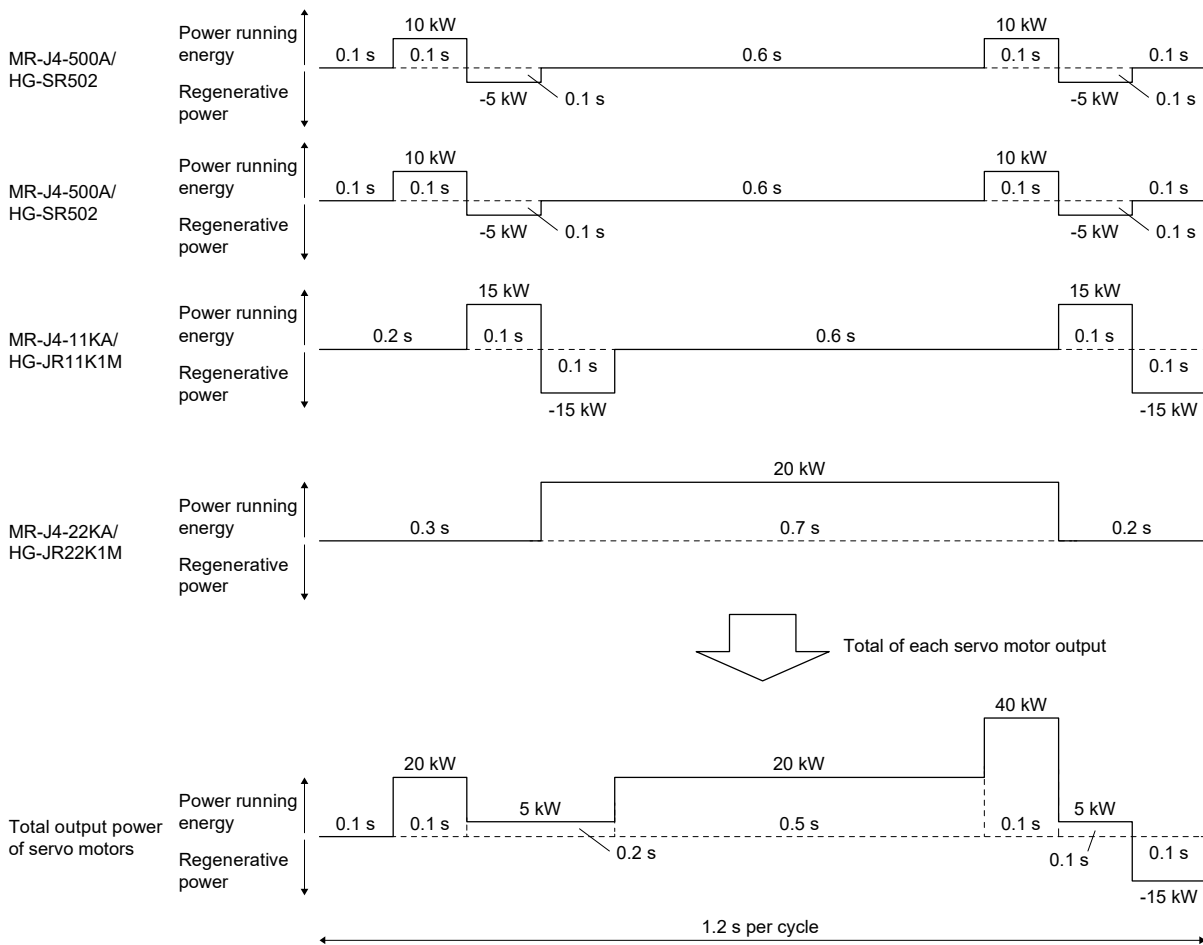 MR-J4-500A/
HG-SR502
Power running
energy
Regenerative
power
0.1 s
10 kW
0.1 s
-5 kW
0.1 s
0.6 s
10 kW
0.1 s
-5 kW
0.1 s
0.1 s
MR-J4-500A/
HG-SR502
Power running
energy
Regenerative
power
0.1 s
10 kW
0.1 s
-5 kW
0.1 s
0.6 s
10 kW
0.1 s
-5 kW
0.1 s
0.1 s
MR-J4-11KA/
HG-JR11K1M
Power running
energy
Regenerative
power
0.2 s
15 kW
0.1 s
0.1 s
-15 kW
0.6 s
15 kW
0.1 s
0.1 s
-15 kW
MR-J4-22KA/
HG-JR22K1M
Power running
energy
Regenerative
power
0.3 s
20 kW
0.7 s
0.2 s
Total of each servo motor output
Total output power
of servo motors
Power running
energy
Regenerative
power
0.1 s
20 kW
0.1 s
5 kW
0.2 s
20 kW
0.5 s
40 kW
0.1 s
5 kW
0.1 s
0.1 s
-15 kW
1.2 s per cycle